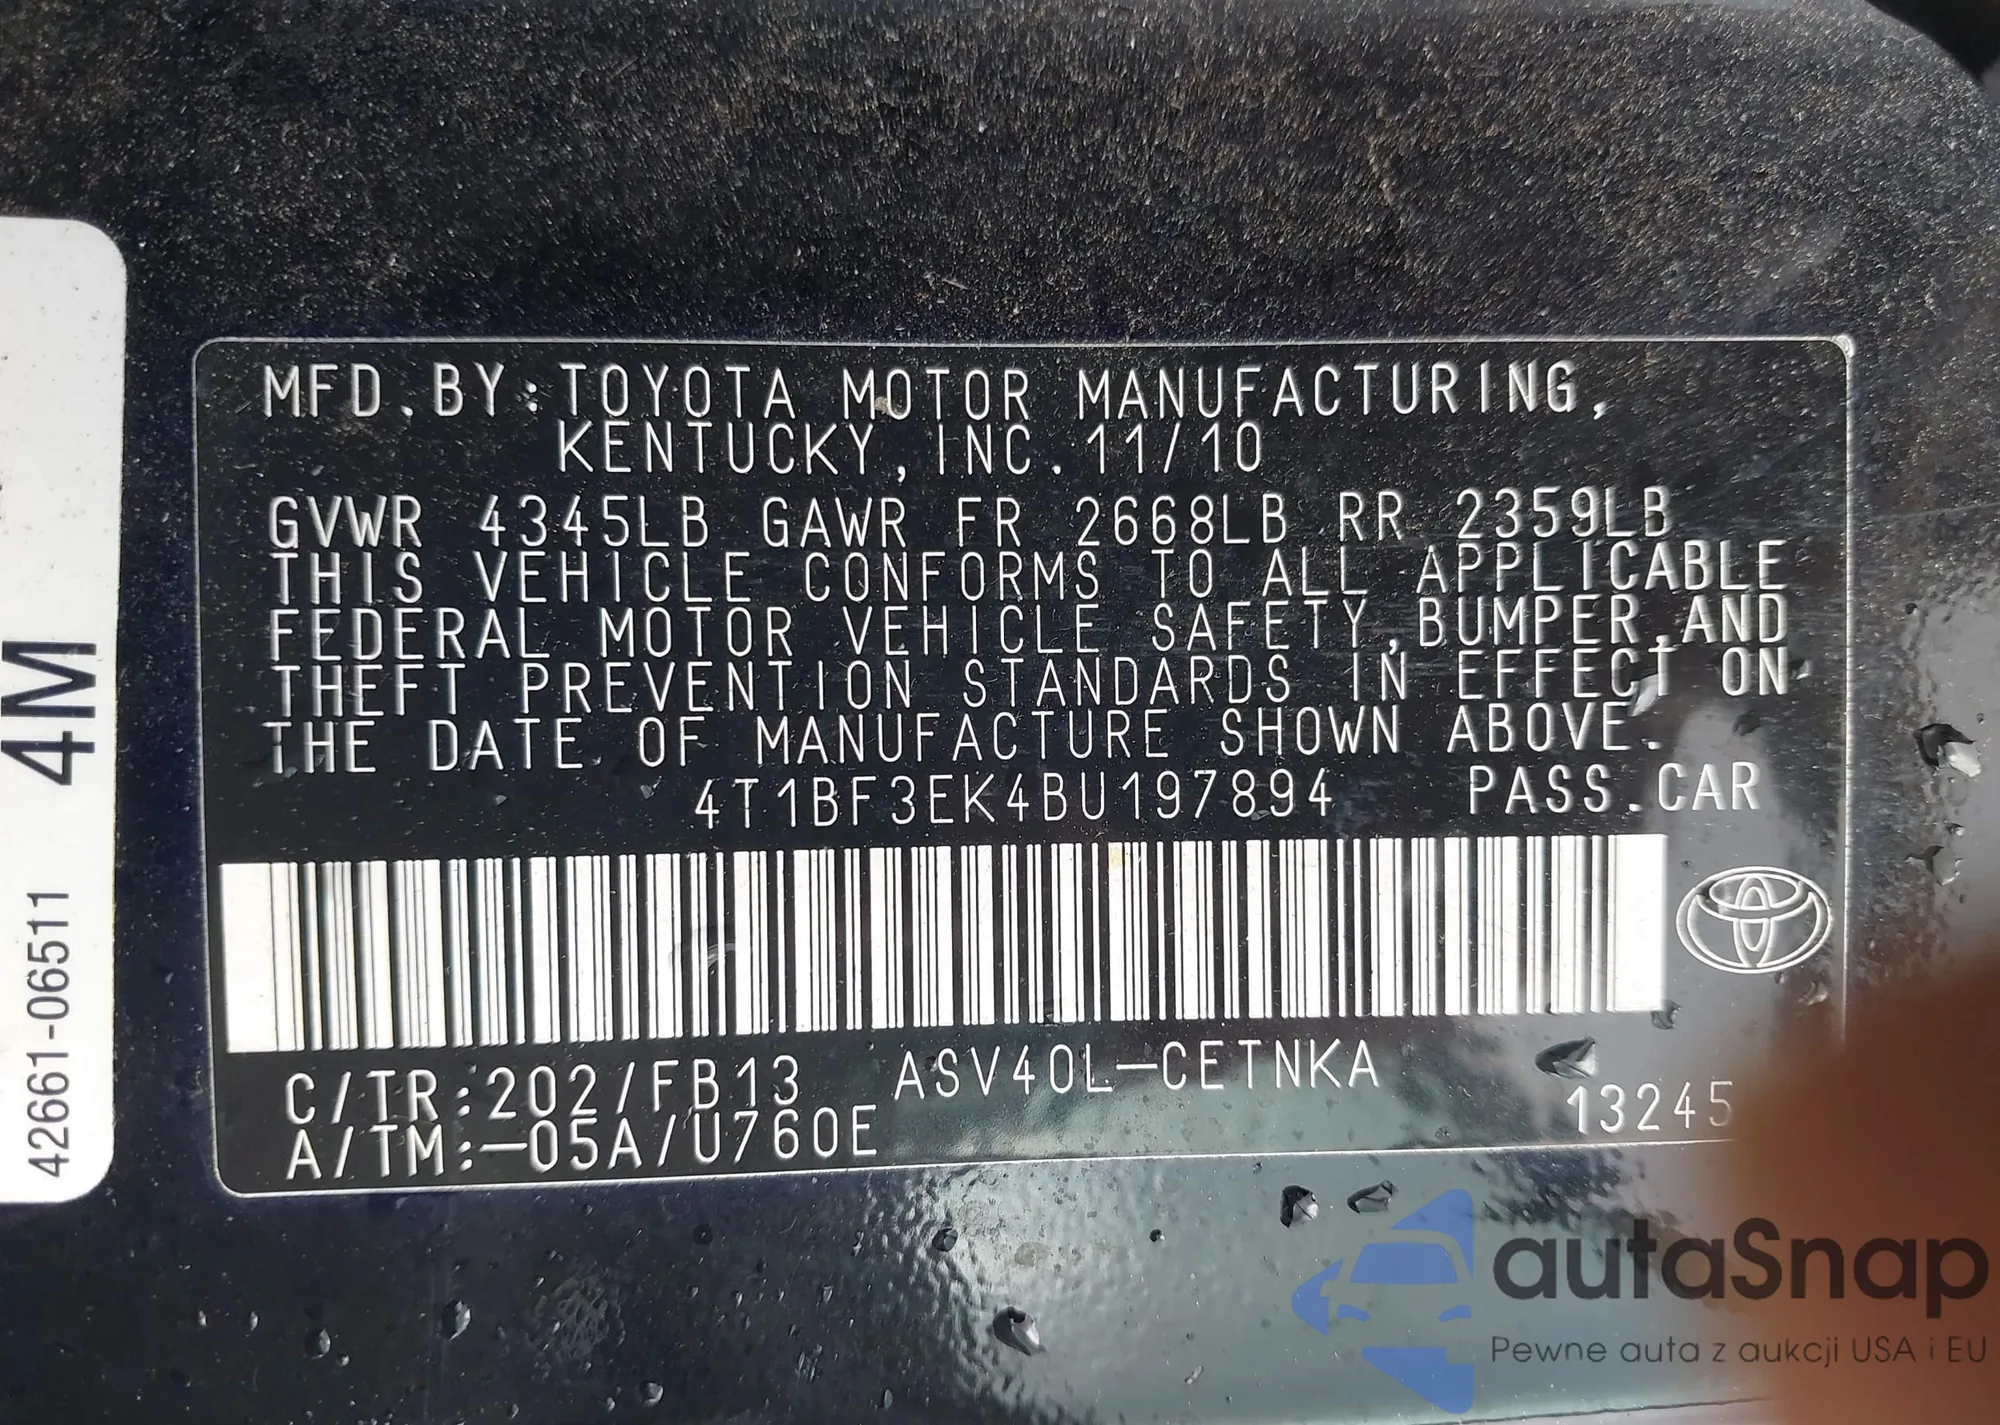 MFD.BY:TOYOTA MOTOR MANUFACTURING,
KENTUCKY, INC. 11/10
GVWR 4345LB GAWR FR 2668LB RR 2359LB
THIS VEHICLE CONFORMS TO ALL APPLICABLE
FEDERAL MOTOR VEHICLE SAFETY,BUMPER,AND
THEFT PREVENTION STANDARDS IN EFFECT ON
THE DATE OF MANUFACTURE SHOWN ABOVE.
4T1BF3EK4BU197894 PASS.CAR
C/TR:202/FB13 ASV40L-CETNKA
A/TM:-05A/U760E 13245
42661-06511 4M
autaSnap
Pewne auta z aukcji USA i EU